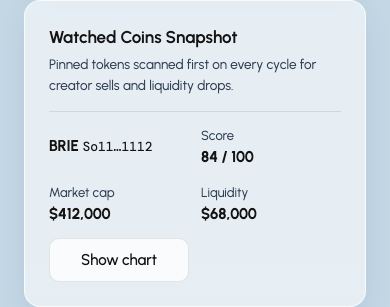 Watched Coins Snapshot
Pinned tokens scanned first on every cycle for
creator sells and liquidity drops.
BRIE So11…1112
Score
84 / 100
Market cap
$412,000
Liquidity
$68,000
Show chart